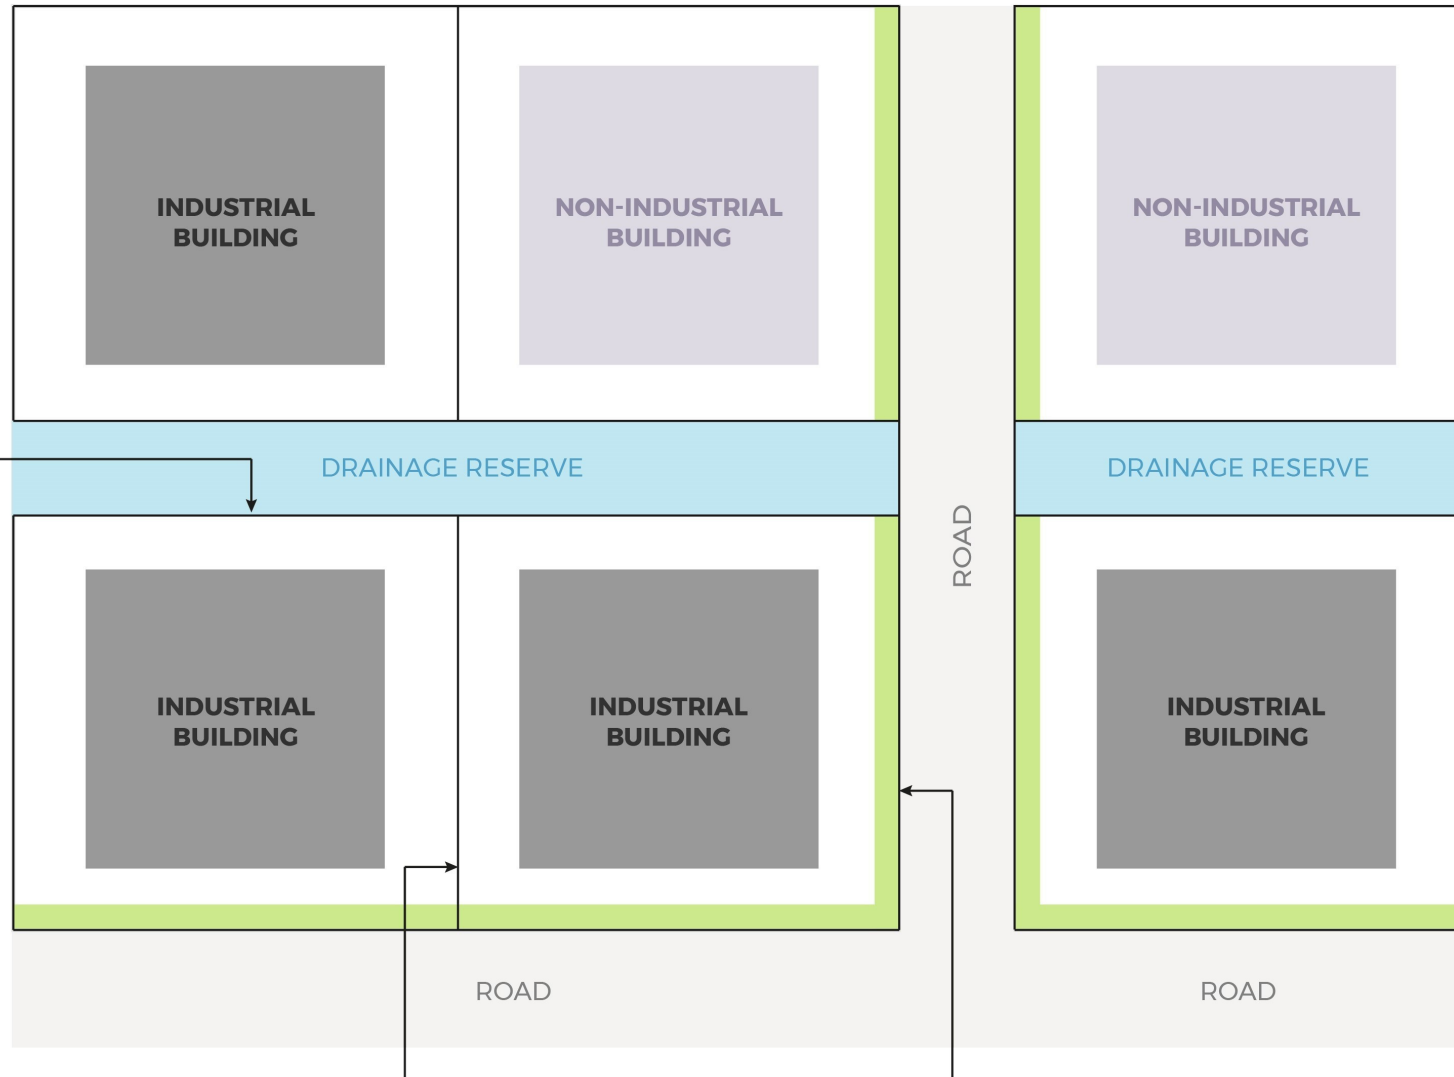 INDUSTRIAL
BUILDING
NON-INDUSTRIAL
BUILDING
NON-INDUSTRIAL
BUILDING
DRAINAGE RESERVE
DRAINAGE RESERVE
ROAD
INDUSTRIAL
BUILDING
INDUSTRIAL
BUILDING
INDUSTRIAL
BUILDING
ROAD
ROAD